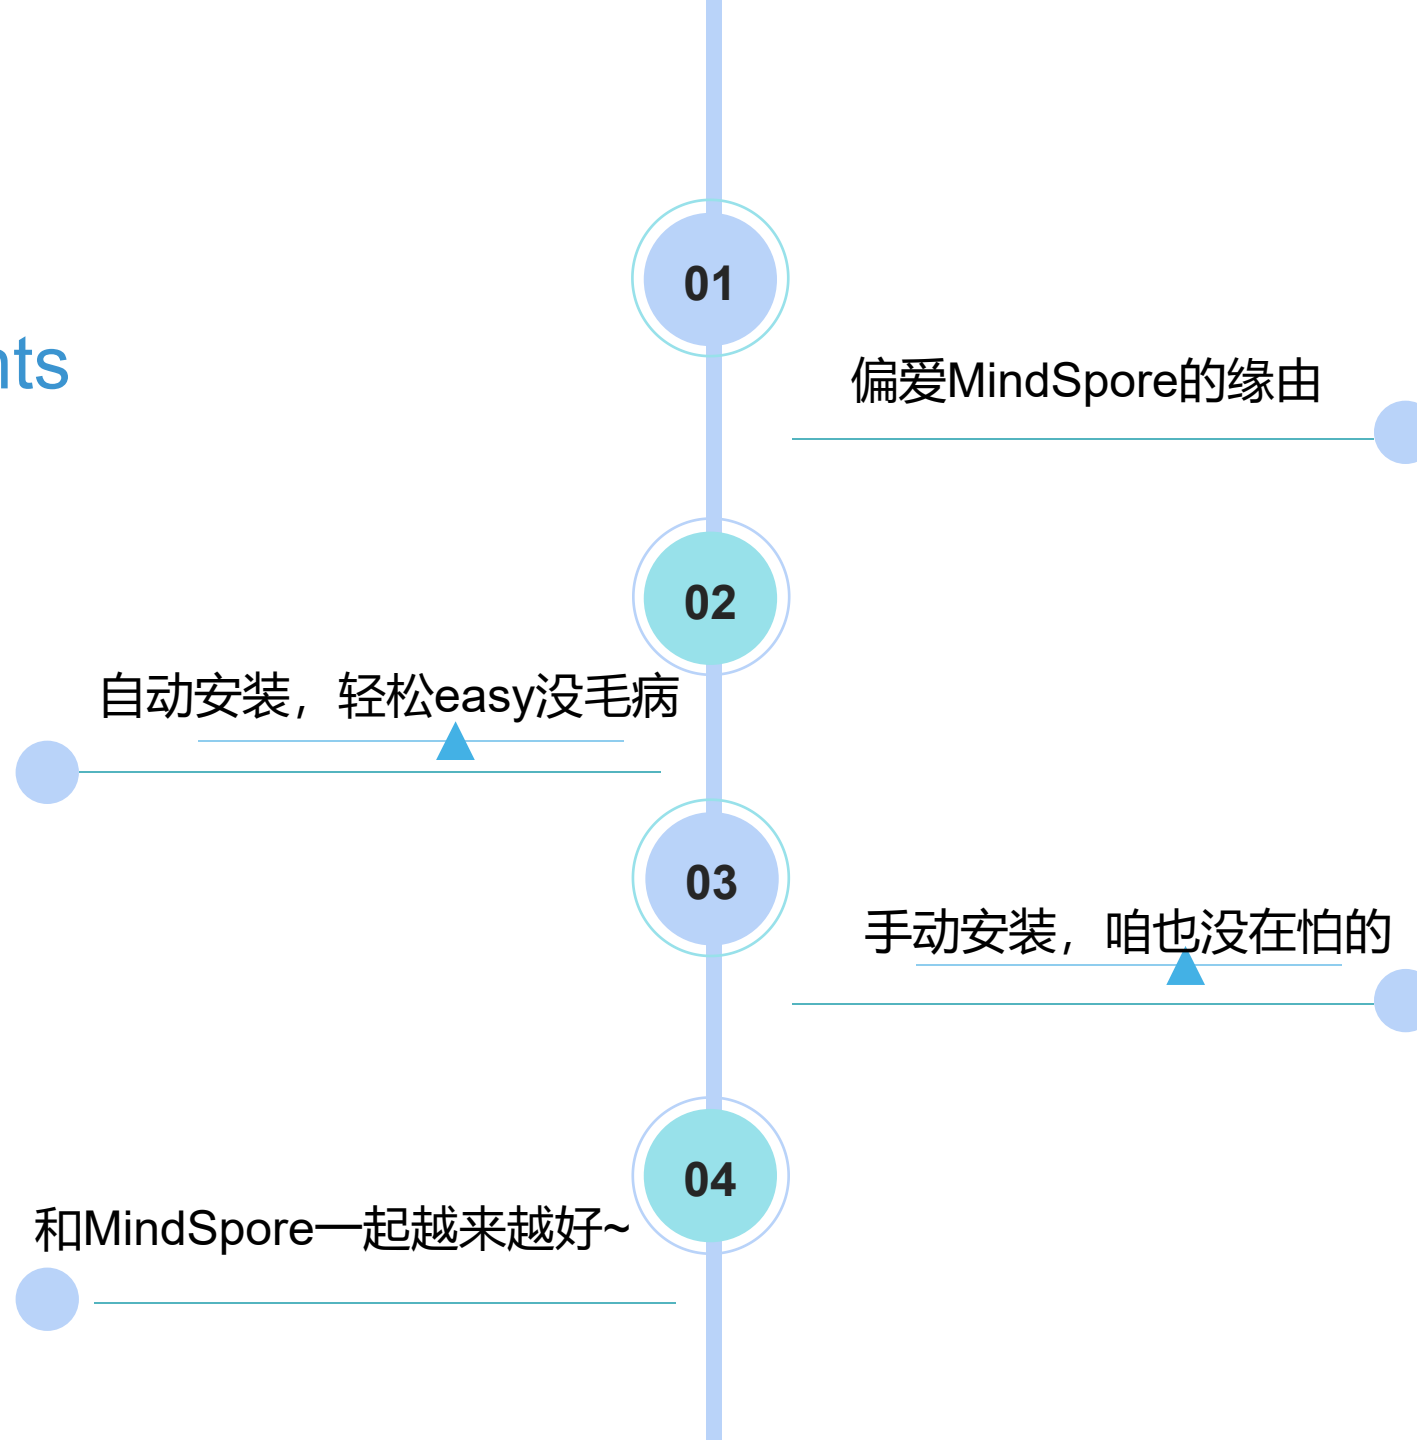 01
nts
偏爱MindSpore的缘由
02
自动安装，轻松easy没毛病
03
手动安装，咱也没在怕的
04
和MindSpore一起越来越好~